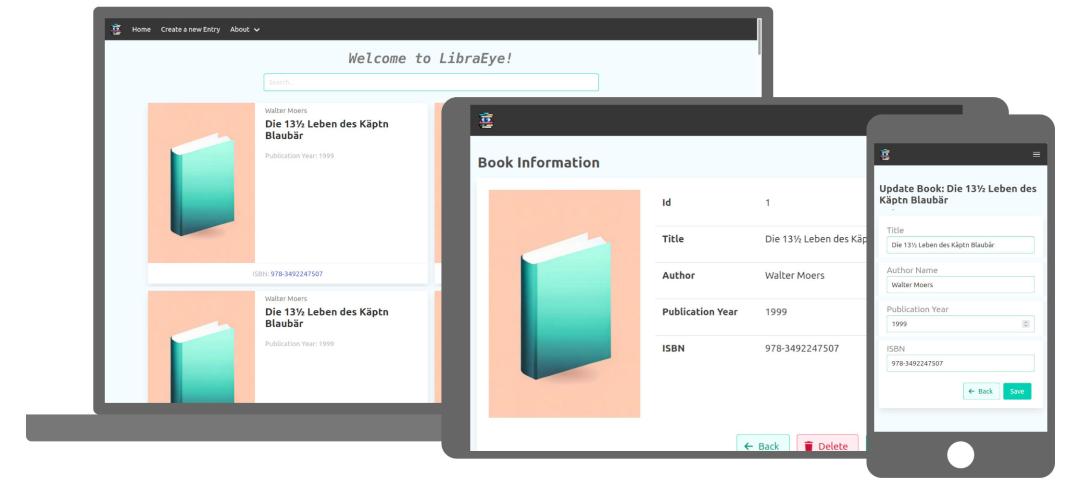 Home Create a new Entry About
Welcome to LibraEye!
Search...
Walter Moers
Die 13½ Leben des Käptn
Blaubär
Publication Year: 1999
ISBN: 978-3492247507
Walter Moers
Die 13½ Leben des Käptn
Blaubär
Publication Year: 1999
Book Information
Id 1
Title Die 13½ Leben des Käp
Author Walter Moers
Publication Year 1999
ISBN 978-3492247507
← Back Delete
Update Book: Die 13½ Leben des
Käptn Blaubär
Title
Die 13½ Leben des Käptn Blaubär
Author Name
Walter Moers
Publication Year
1999
ISBN
978-3492247507
← Back Save